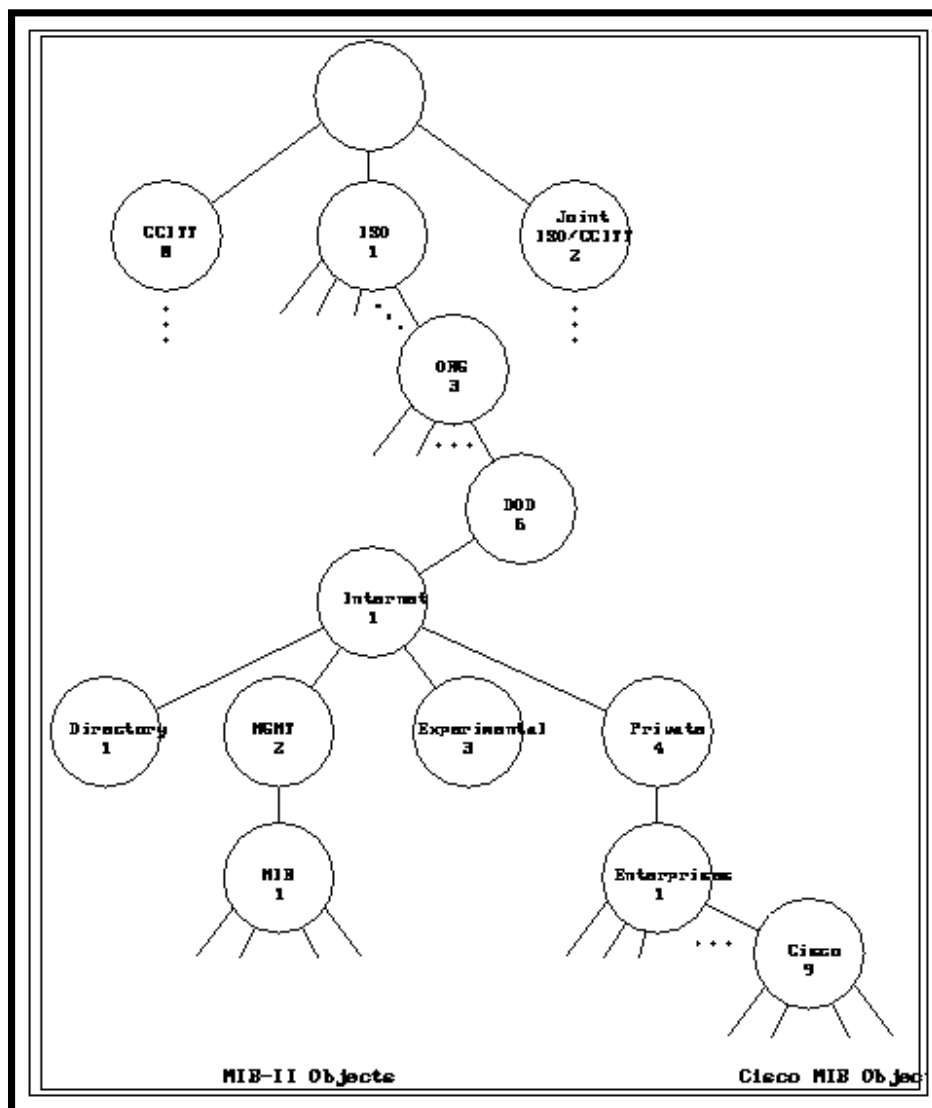 CCITT
0
ISO
1
Joint
ISO/CCITT
2
ORG
3
DOD
6
Internet
1
Directory
1
MGMT
2
Experimental
3
Private
4
MIB
1
Enterprises
1
Cisco
9
MIB-II Objects
Cisco MIB Objec